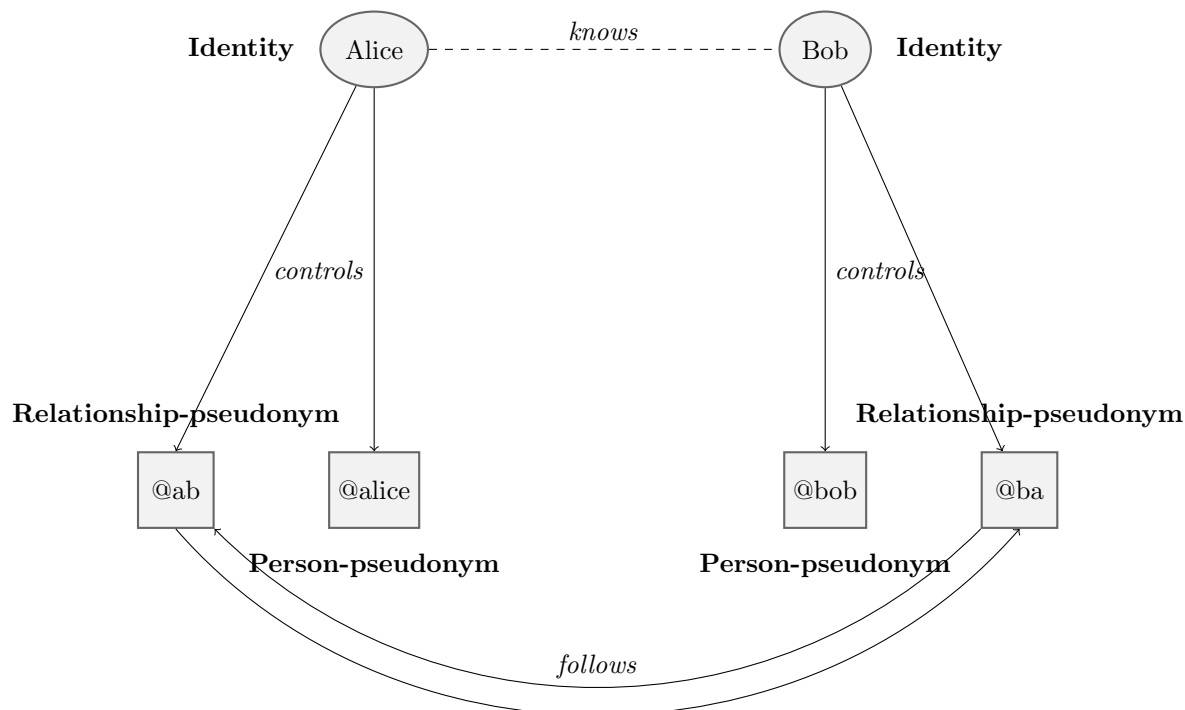 knows
Identity Alice Bob Identity
controls controls
Relationship-pseudonym Relationship-pseudonym
@ab @alice @bob @ba
Person-pseudonym Person-pseudonym
follows